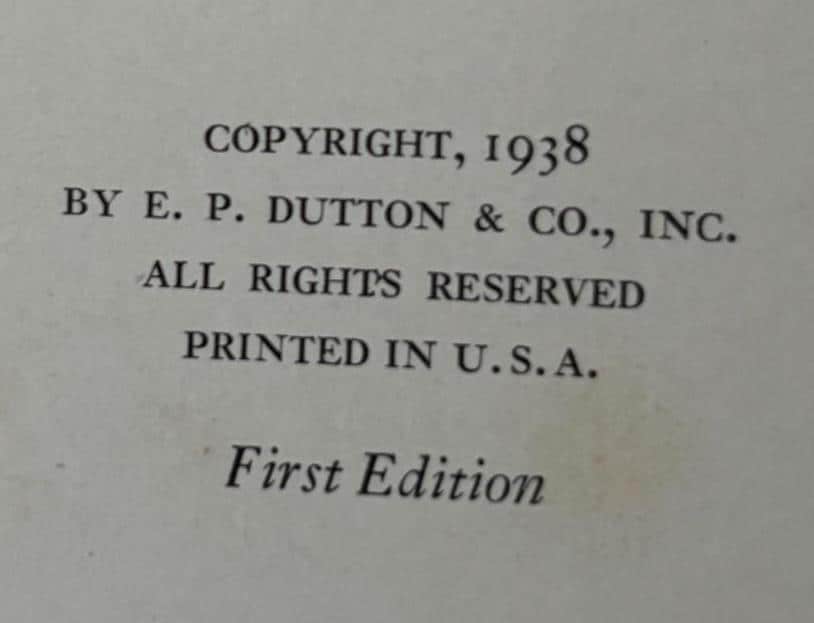 COPYRIGHT, 1938
BY E. P. DUTTON & CO., INC.
ALL RIGHTS RESERVED
PRINTED IN U.S.A.
First Edition